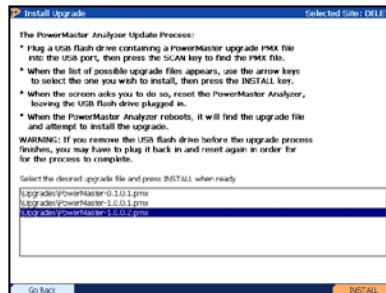 Install Upgrade
Selected Site: DELE
The PowerMaster Analyzer Update Process:
* Plug a USB flash drive containing a PowerMaster upgrade PMX file
into the USB port, then press the SCAN key to find the PMX file.
* When the list of possible upgrade files appears, use the arrow keys
to select the one you wish to install, then press the INSTALL key.
* When the screen asks you to do so, reset the PowerMaster Analyzer,
leaving the USB flash drive plugged in.
* When the PowerMaster Analyzer reboots, it will find the upgrade file
and attempt to install the upgrade.
WARNING: If you remove the USB flash drive before the upgrade process
finishes, you may have to plug it back in and reset again in order for
for the process to complete.
Select the desired upgrade file and press INSTALL when ready
\Upgrades\PowerMaster-0.1.0.1.pmx
\Upgrades\PowerMaster-1.0.0.1.pmx
\Upgrades\PowerMaster-1.0.0.2.pmx
Go Back
INSTALL